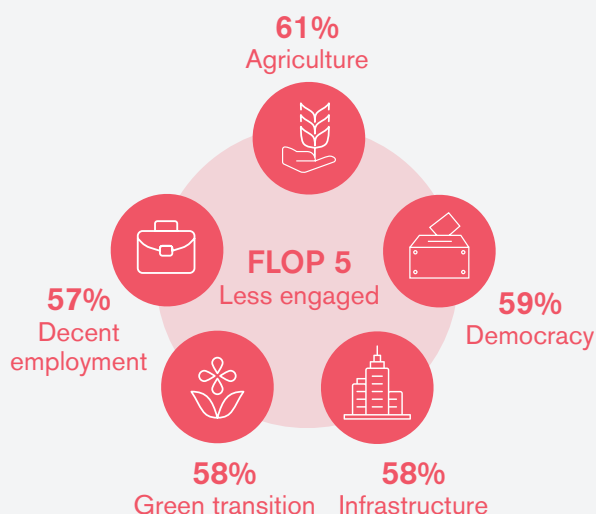 61%
Agriculture
FLOP 5
Less engaged
57%
Decent
employment
59%
Democracy
58%
Green transition
58%
Infrastructure